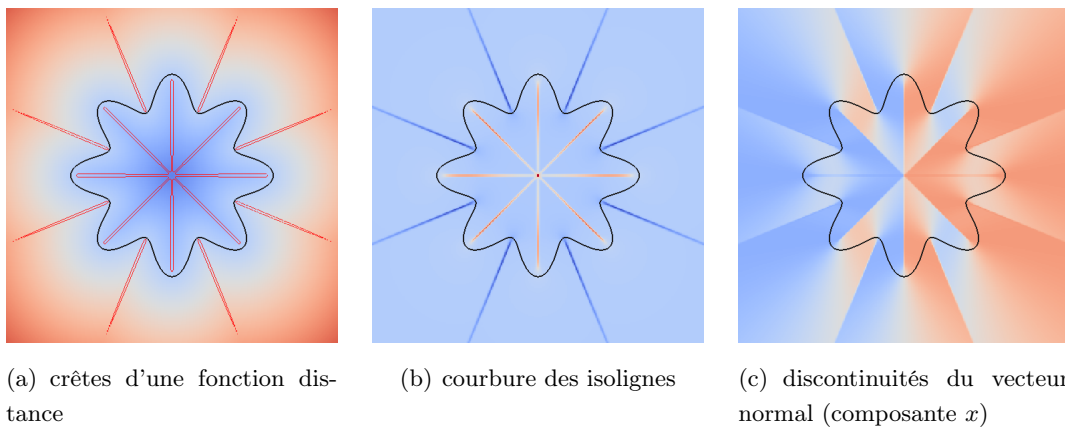 (a) crêtes d'une fonction dis-
tance
(b) courbure des isolignes
(c) discontinuités du vecteur
normal (composante x)